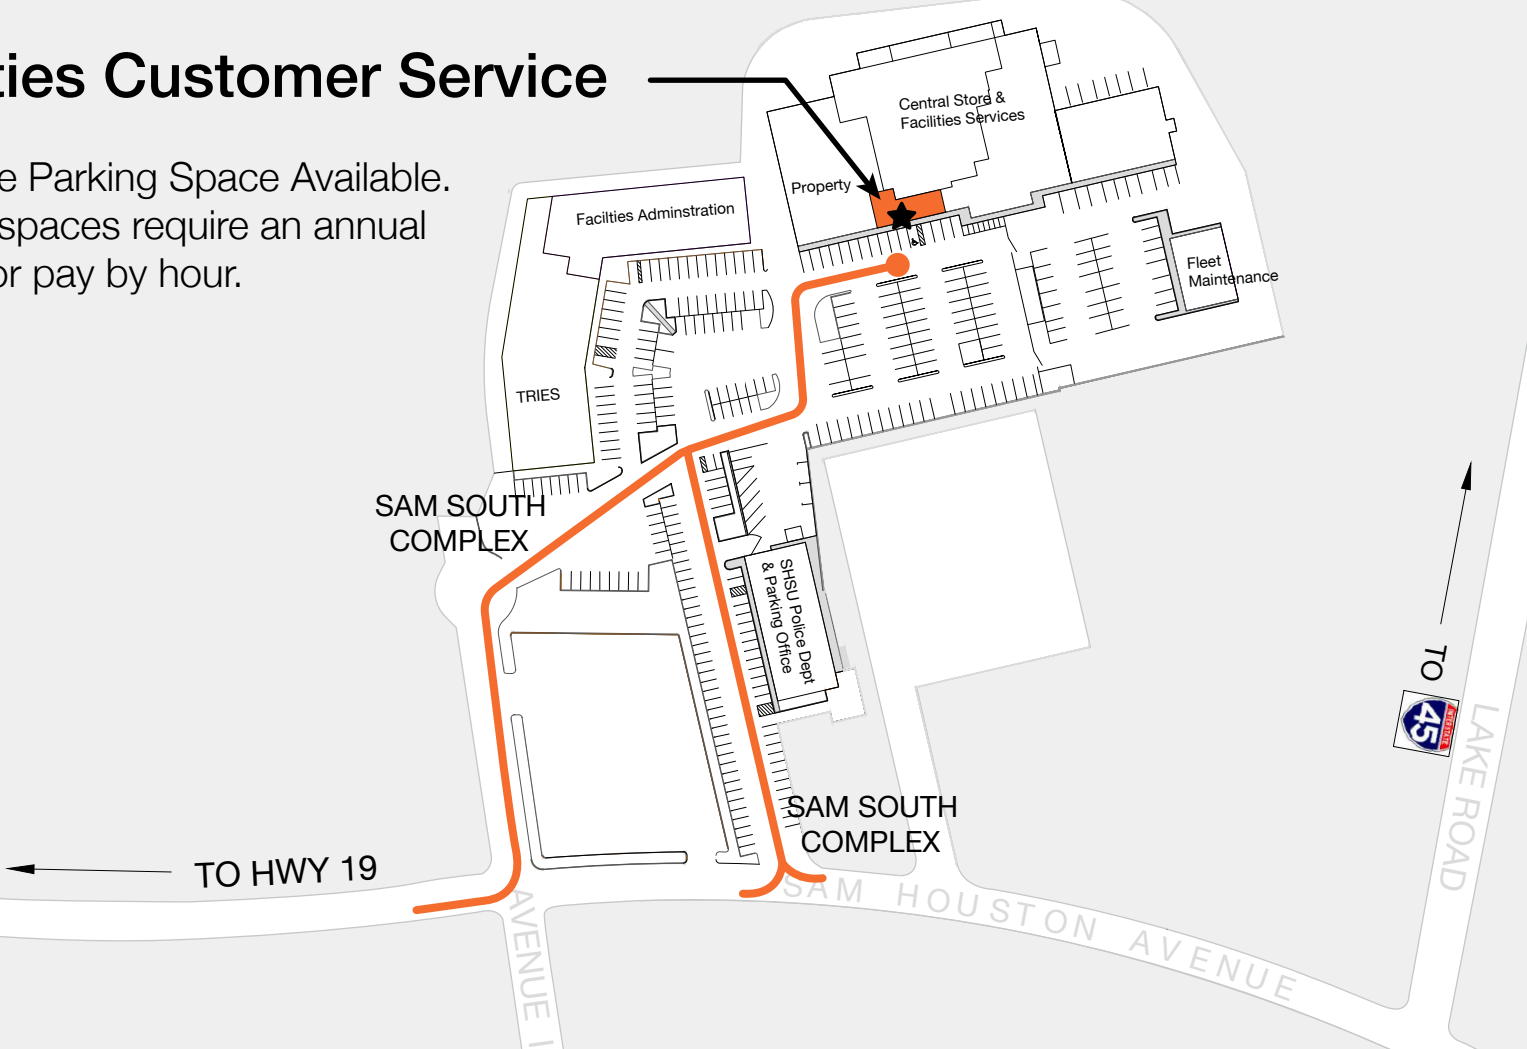 ties Customer Service
e Parking Space Available.
spaces require an annual
or pay by hour.
Central Store &
Facilities Services
Property
Facilties Adminstration
Fleet
Maintenance
TRIES
SAM SOUTH
COMPLEX
SHSU Police Dept
& Parking Office
TO
INTERSTATE
45
LAKE ROAD
SAM SOUTH
COMPLEX
TO HWY 19
SAM HOUSTON AVENUE
AVENUE I